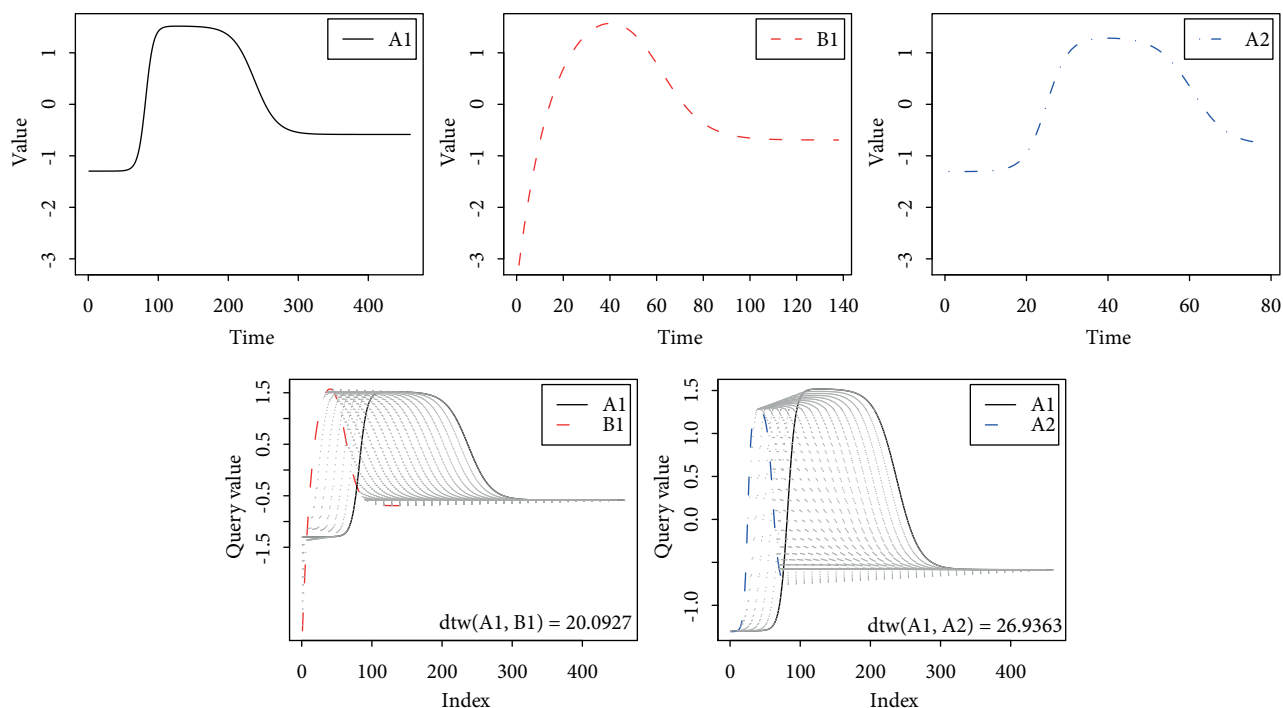 1
0
-1
-2
-3
Value
A1
0
100
200
300
400
Time
1
0
-1
-2
-3
Value
B1
0
20
40
60
80
100
120
140
Time
1
0
-1
-2
-3
Value
A2
0
20
40
60
80
Time
1.5
0.5
-0.5
-1.5
Query value
A1
B1
dtw(A1, B1) = 20.0927
0
100
200
300
400
Index
1.5
1.0
0.5
0.0
-1.0
Query value
A1
A2
dtw(A1, A2) = 26.9363
0
100
200
300
400
Index